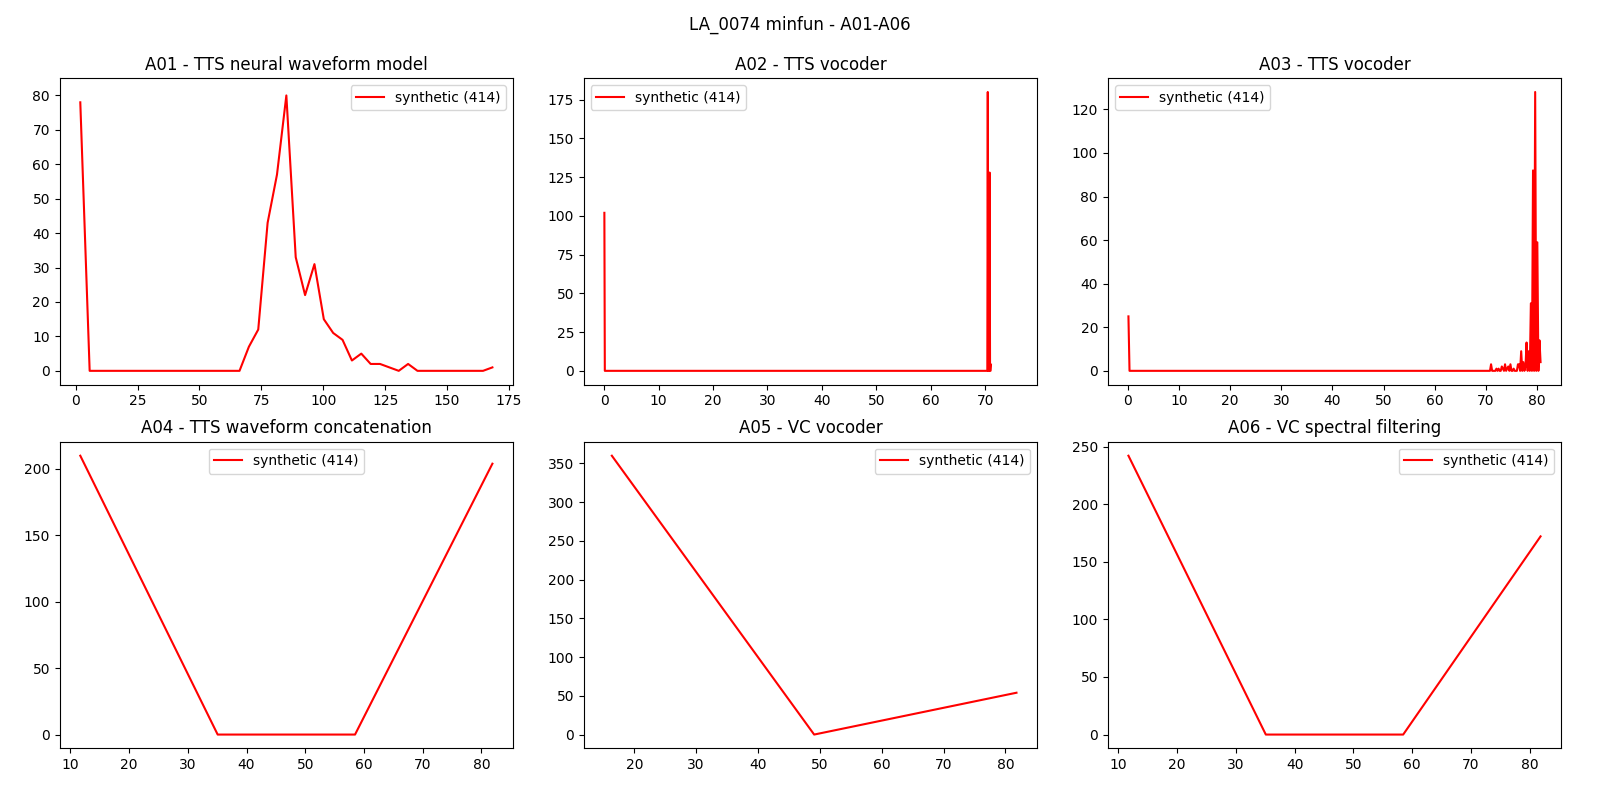 LA_0074 minfun - A01-A06
A01 - TTS neural waveform model
synthetic (414)
80
70
60
50
40
30
20
10
0
0 25 50 75 100 125 150 175
A02 - TTS vocoder
synthetic (414)
175
150
125
100
75
50
25
0
0 10 20 30 40 50 60 70
A03 - TTS vocoder
synthetic (414)
120
100
80
60
40
20
0
0 10 20 30 40 50 60 70 80
A04 - TTS waveform concatenation
synthetic (414)
200
150
100
50
0
10 20 30 40 50 60 70 80
A05 - VC vocoder
synthetic (414)
350
300
250
200
150
100
50
0
20 30 40 50 60 70 80
A06 - VC spectral filtering
synthetic (414)
250
200
150
100
50
0
10 20 30 40 50 60 70 80